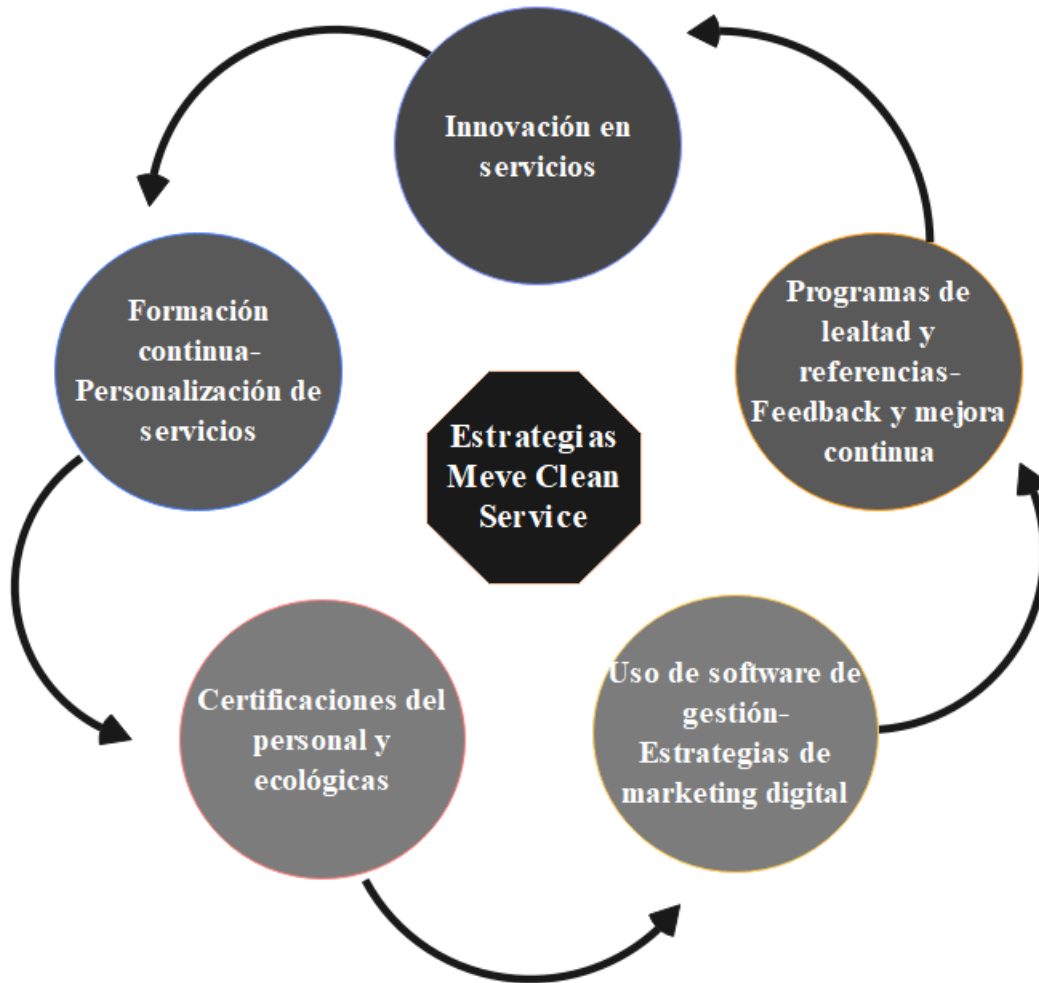 Innovación en
servicios
Formación
continua-
Personalización de
servicios
Programas de
lealtad y
referencias-
Feedback y mejora
continua
Estrategias
Meve Clean
Service
Certificaciones del
personal y
ecológicas
Uso de software de
gestión-
Estrategias de
marketing digital